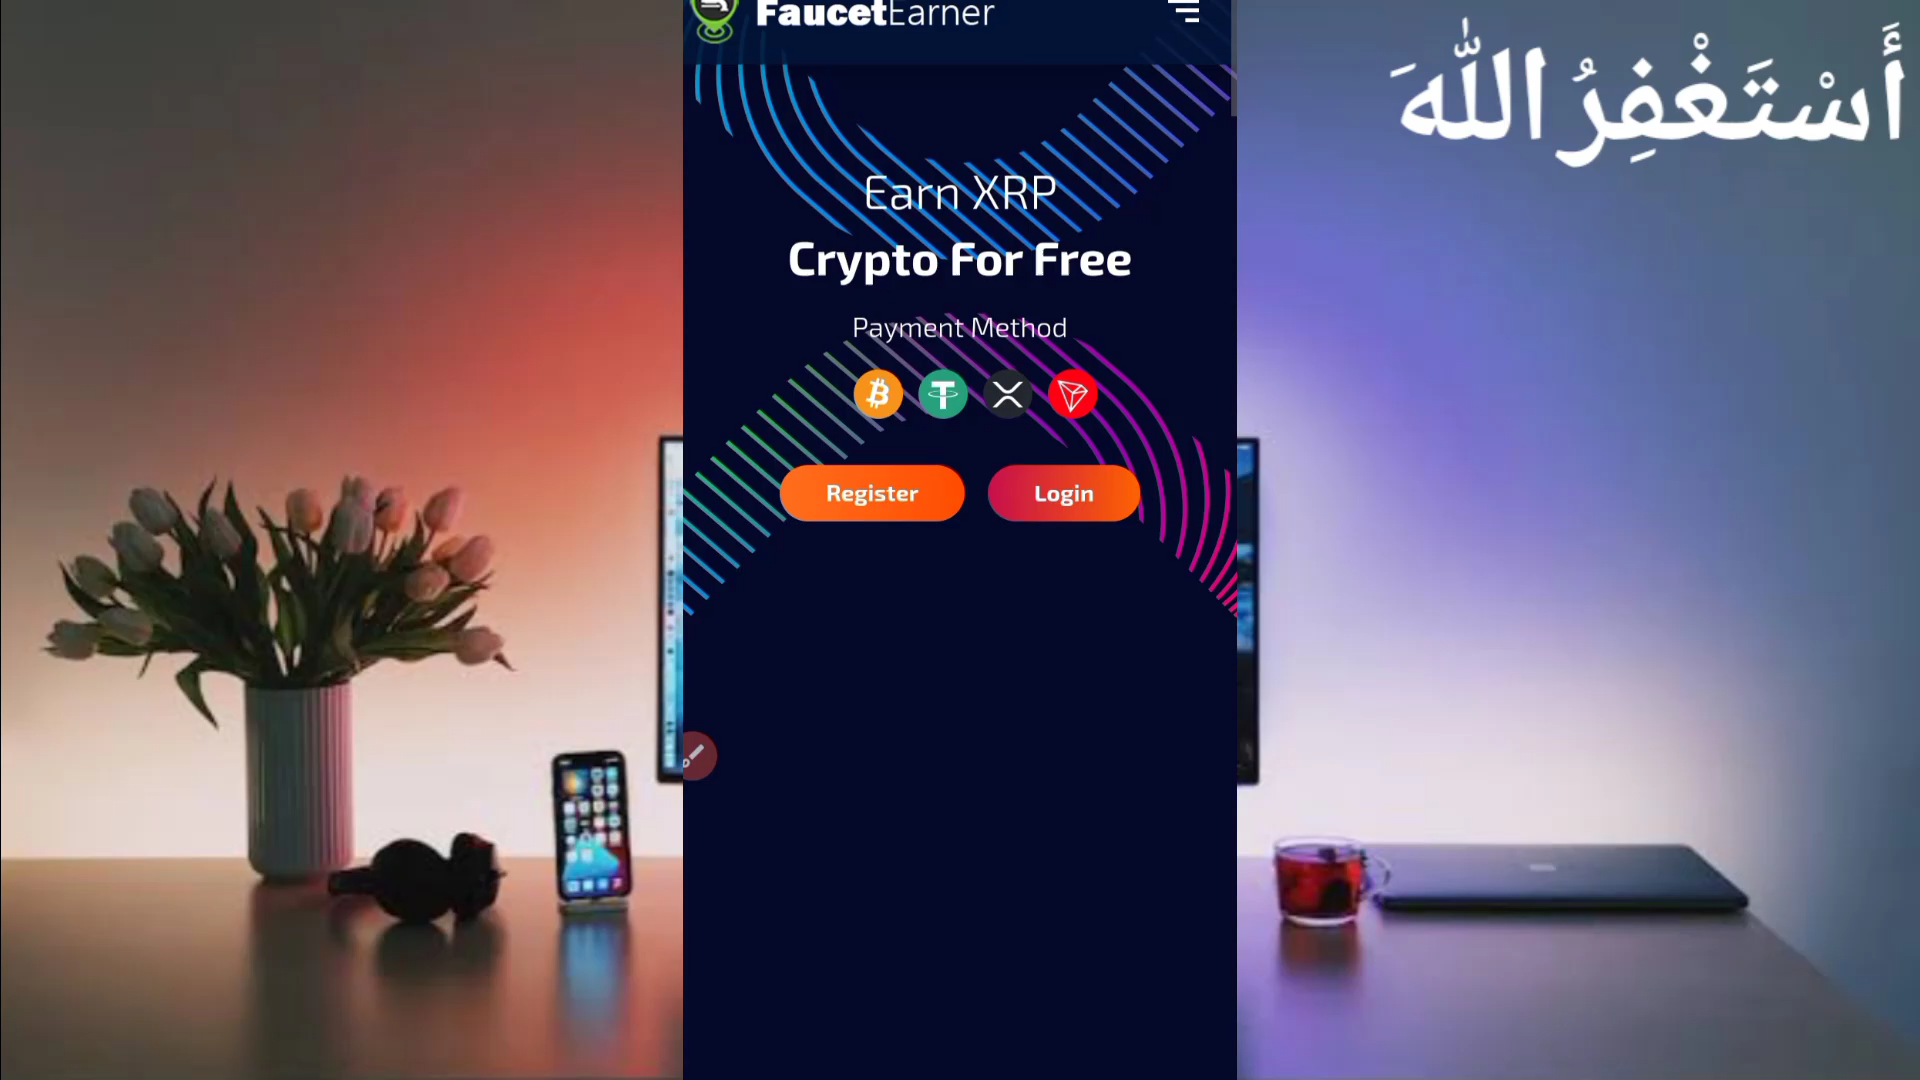 FaucetEarner
أَسْتَغْفِرُ اللَّهَ
Earn XRP
Crypto For Free
Payment Method
Register
Login